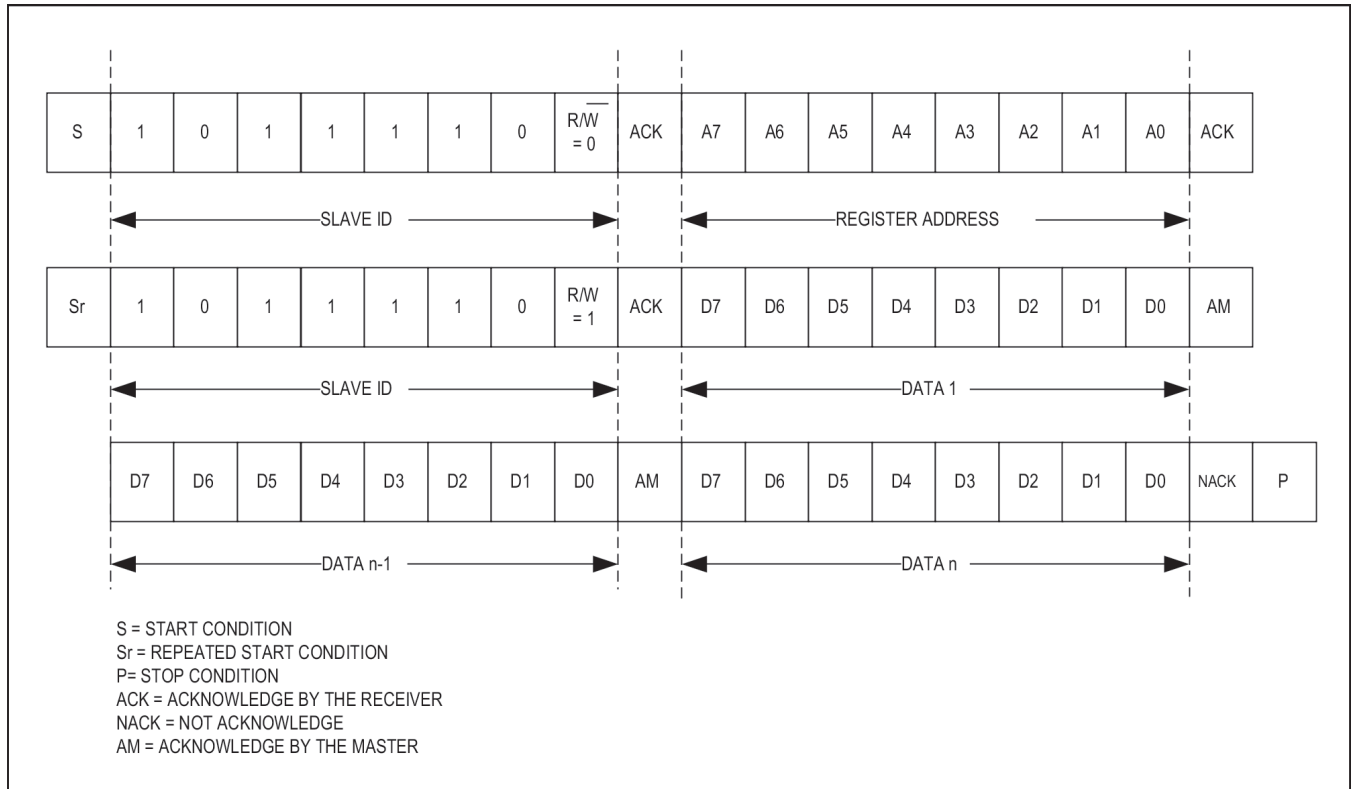 S 1 0 1 1 1 1 0 R/W̅ = 0 ACK A7 A6 A5 A4 A3 A2 A1 A0 ACK
SLAVE ID REGISTER ADDRESS
Sr 1 0 1 1 1 1 0 R/W = 1 ACK D7 D6 D5 D4 D3 D2 D1 D0 AM
SLAVE ID DATA 1
D7 D6 D5 D4 D3 D2 D1 D0 AM D7 D6 D5 D4 D3 D2 D1 D0 NACK P
DATA n-1 DATA n
S = START CONDITION
Sr = REPEATED START CONDITION
P= STOP CONDITION
ACK = ACKNOWLEDGE BY THE RECEIVER
NACK = NOT ACKNOWLEDGE
AM = ACKNOWLEDGE BY THE MASTER